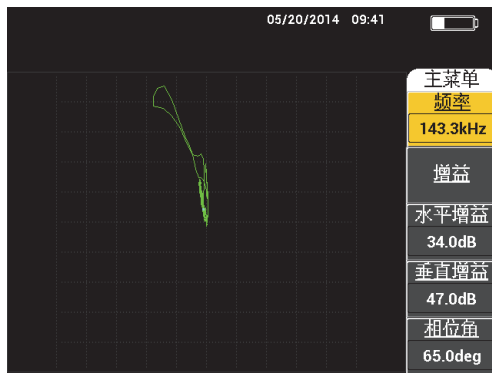 05/20/2014 09:41
主菜单
频率
143.3kHz
增益
水平增益
34.0dB
垂直增益
47.0dB
相位角
65.0deg